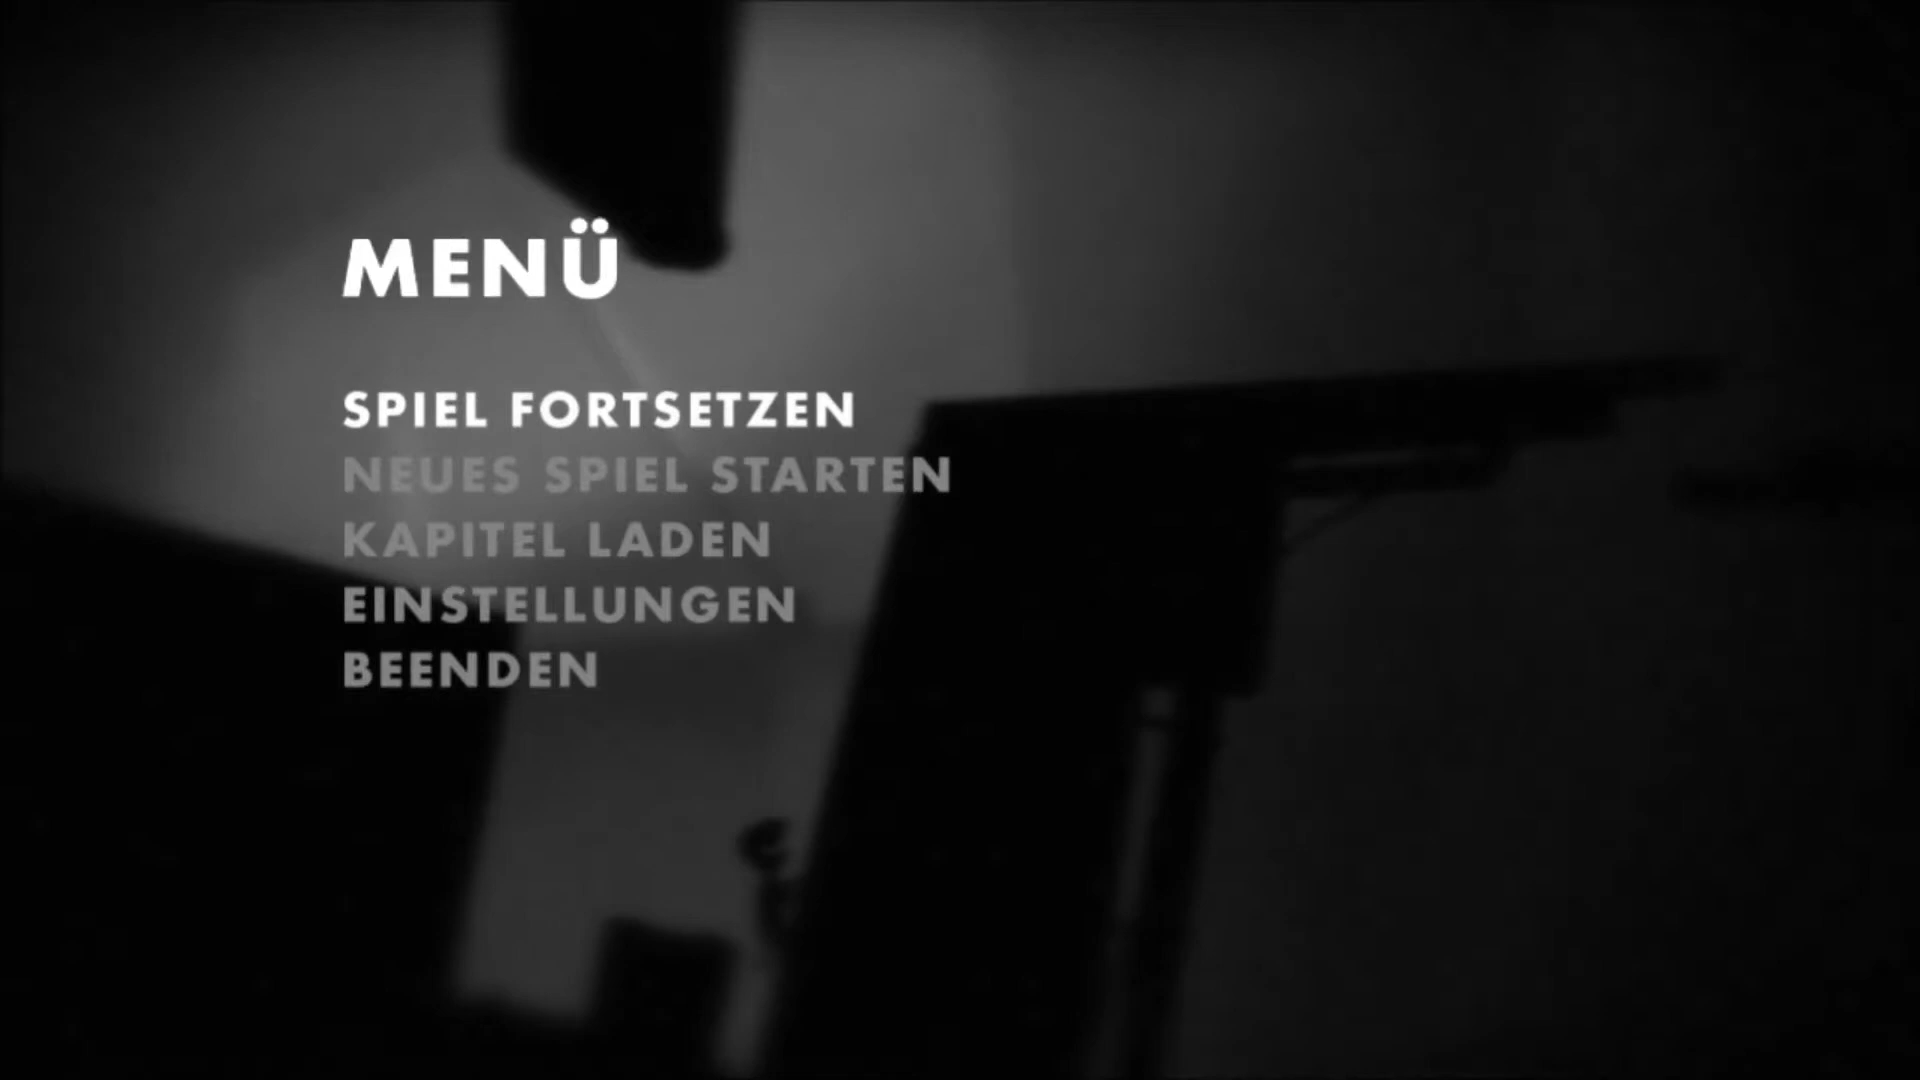 MENÜ
SPIEL FORTSETZEN
NEUES SPIEL STARTEN
KAPITEL LADEN
EINSTELLUNGEN
BEENDEN